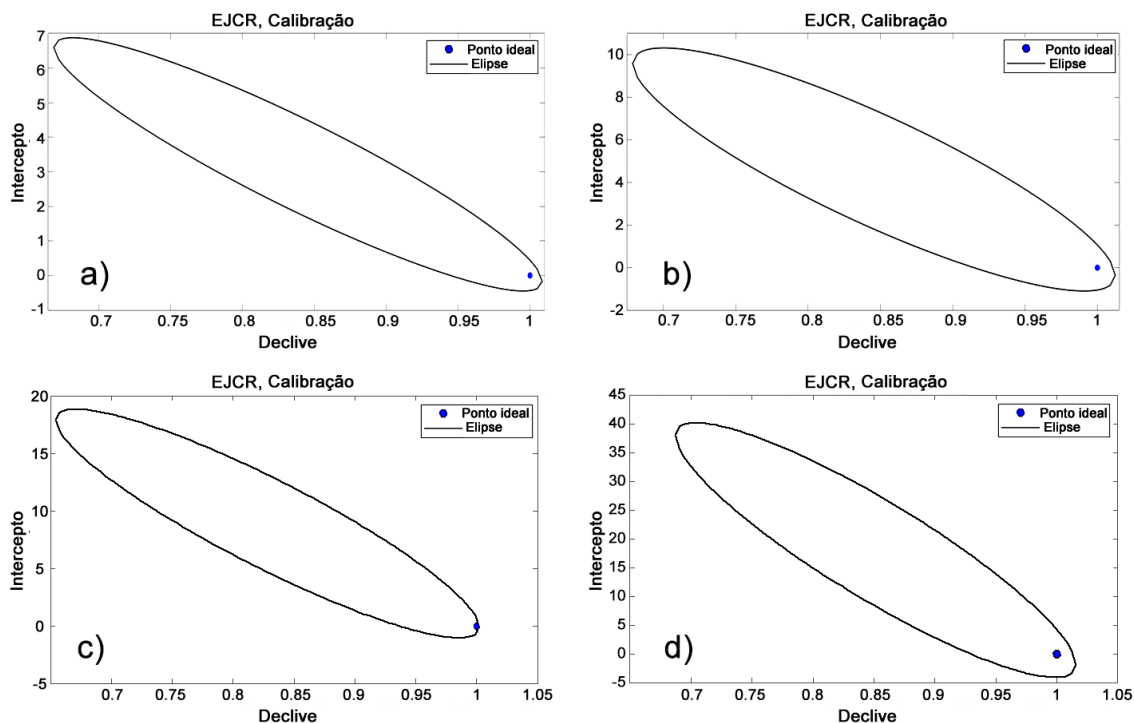 EJCR, Calibração
7
6
5
4
3
2
1
0
-1
Intercepto
Ponto ideal
Elipse
a)
0.7
0.75
0.8
0.85
0.9
0.95
1
Declive
EJCR, Calibração
10
8
6
4
2
0
-2
Intercepto
Ponto ideal
Elipse
b)
0.7
0.75
0.8
0.85
0.9
0.95
1
Declive
EJCR, Calibração
20
15
10
5
0
-5
Intercepto
Ponto ideal
Elipse
c)
0.7
0.75
0.8
0.85
0.9
0.95
1
1.05
Declive
EJCR, Calibração
45
40
35
30
25
20
15
10
5
0
-5
Intercepto
Ponto ideal
Elipse
d)
0.7
0.75
0.8
0.85
0.9
0.95
1
1.05
Declive